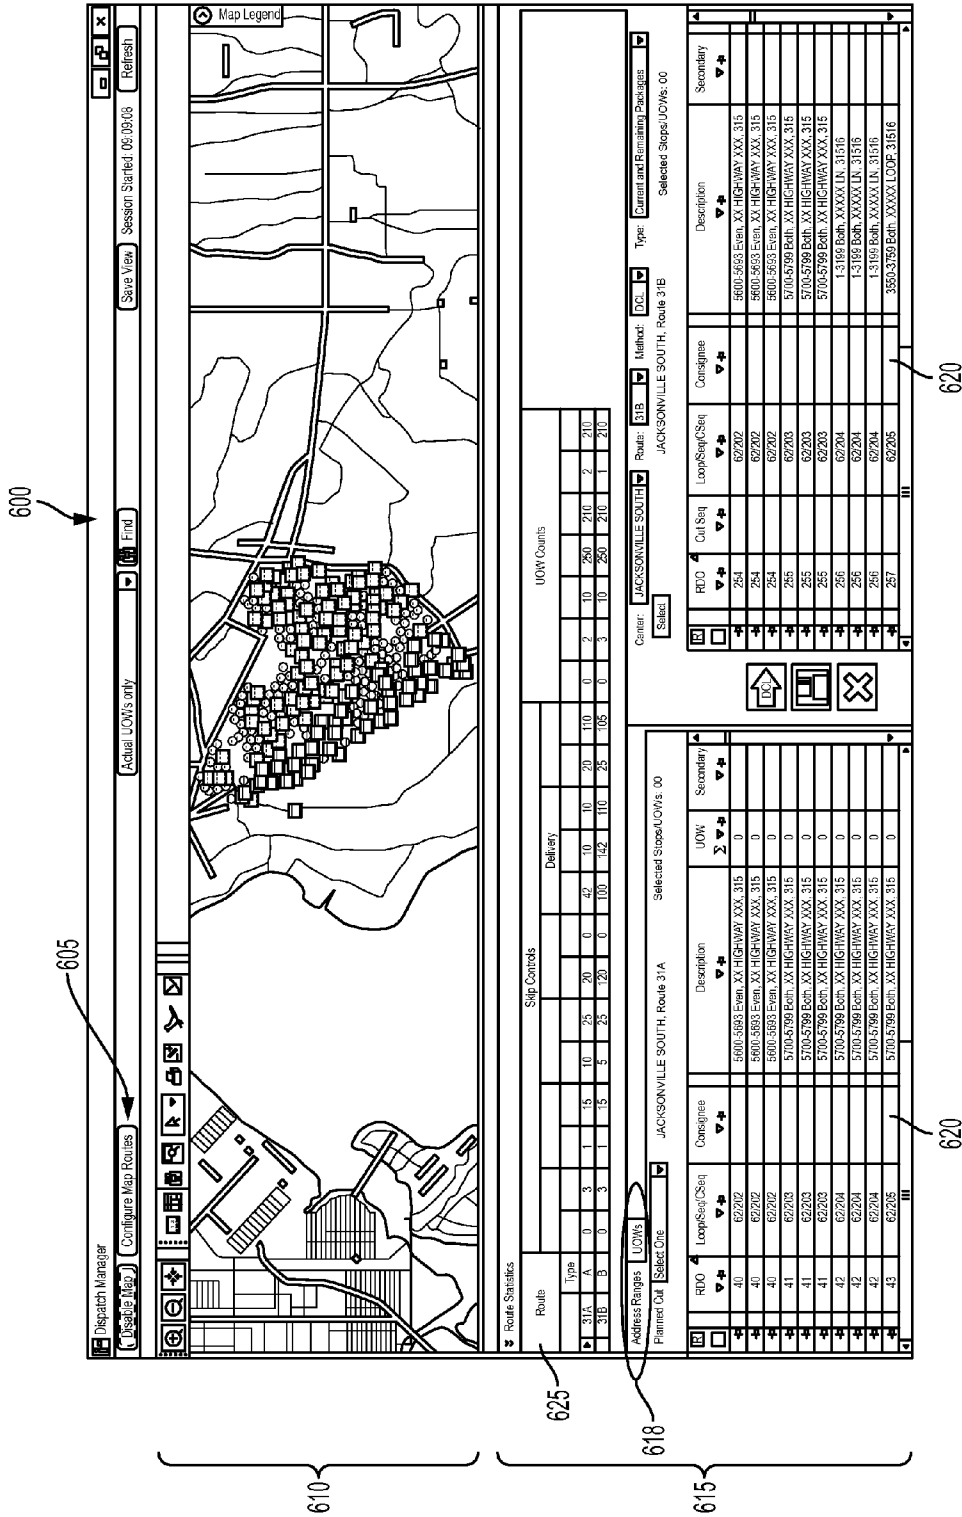 600
605
Dispatch Manager
Disable Map Configure Map Routes Actual UOWs only Find Save View Session Started: 09:09:08 Refresh
Map Legend
610
Route Statistics
Route Skip Controls Delivery UOW Counts
Type
31A A 0 3 1 15 10 25 20 0 42 10 10 20 110 0 2 10 250 210 2 210
31B B 0 3 1 15 5 25 120 0 100 142 110 25 105 0 3 10 250 210 1 210
625
618
615
Address Ranges UOWs
Planned Cut Select One
JACKSONVILLE SOUTH, Route 31A Selected Stops/UOWs: 00
R RDO Loop/Seq/CSeq Consignee Description UOW Secondary
Σ
40 62/202 5600-5693 Even, XX HIGHWAY XXX, 315 0
40 62/202 5600-5693 Even, XX HIGHWAY XXX, 315 0
40 62/202 5600-5693 Even, XX HIGHWAY XXX, 315 0
41 62/203 5700-5799 Both, XX HIGHWAY XXX, 315 0
41 62/203 5700-5799 Both, XX HIGHWAY XXX, 315 0
41 62/203 5700-5799 Both, XX HIGHWAY XXX, 315 0
42 62/204 5700-5799 Both, XX HIGHWAY XXX, 315 0
42 62/204 5700-5799 Both, XX HIGHWAY XXX, 315 0
42 62/204 5700-5799 Both, XX HIGHWAY XXX, 315 0
43 62/205 5700-5799 Both, XX HIGHWAY XXX, 315 0
620
DCL
Center: JACKSONVILLE SOUTH Route: 31B Method: DCL Type: Current and Remaining Packages
Select JACKSONVILLE SOUTH, Route 31B Selected Stops/UOWs: 00
R RDO Cut Seq Loop/Seq/CSeq Consignee Description Secondary
254 62/202 5600-5693 Even, XX HIGHWAY XXX, 315
254 62/202 5600-5693 Even, XX HIGHWAY XXX, 315
254 62/202 5600-5693 Even, XX HIGHWAY XXX, 315
255 62/203 5700-5799 Both, XX HIGHWAY XXX, 315
255 62/203 5700-5799 Both, XX HIGHWAY XXX, 315
255 62/203 5700-5799 Both, XX HIGHWAY XXX, 315
256 62/204 1-3199 Both, XXXXX LN, 31516
256 62/204 1-3199 Both, XXXXX LN, 31516
256 62/204 1-3199 Both, XXXXX LN, 31516
257 62/205 3550-3759 Both, XXXXX LOOP, 31516
620